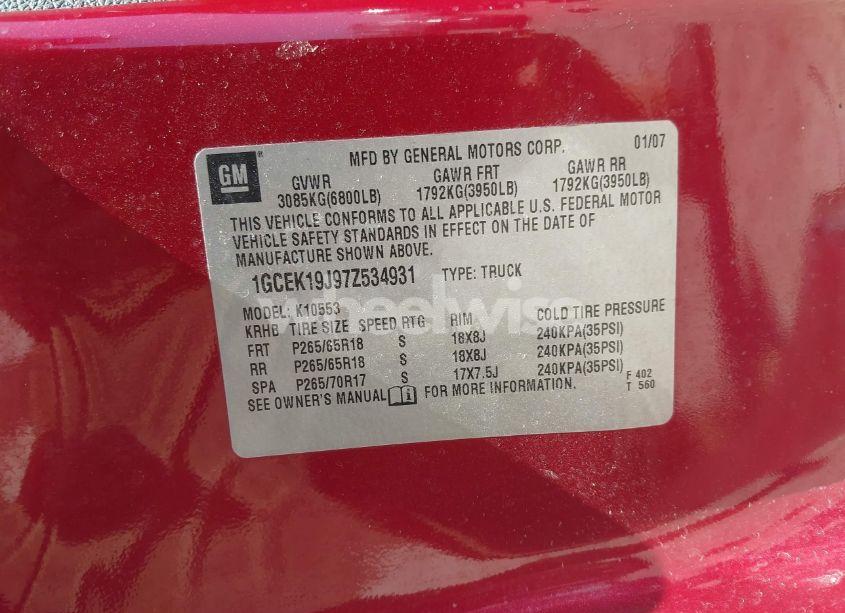 GM
MFD BY GENERAL MOTORS CORP. 01/07
GVWR GAWR FRT GAWR RR
3085KG(6800LB) 1792KG(3950LB) 1792KG(3950LB)
THIS VEHICLE CONFORMS TO ALL APPLICABLE U.S. FEDERAL MOTOR
VEHICLE SAFETY STANDARDS IN EFFECT ON THE DATE OF
MANUFACTURE SHOWN ABOVE.
1GCEK19J97Z534931 TYPE: TRUCK
wheelwise
MODEL: K10553
KRHB TIRE SIZE SPEED RTG RIM COLD TIRE PRESSURE
FRT P265/65R18 S 18X8J 240KPA(35PSI)
RR P265/65R18 S 18X8J 240KPA(35PSI)
SPA P265/70R17 S 17X7.5J 240KPA(35PSI)
SEE OWNER'S MANUAL FOR MORE INFORMATION.
F 402
T 560